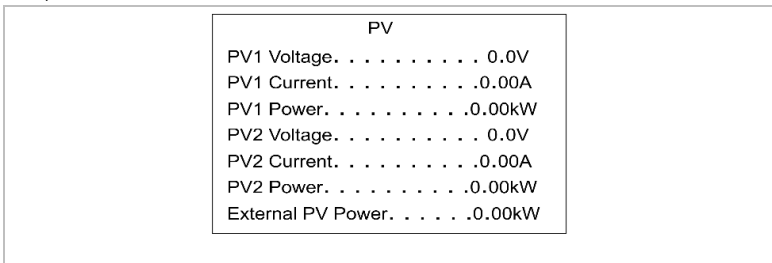 PV
PV1 Voltage. . . . . . . . . . 0.0V
PV1 Current. . . . . . . . . .0.00A
PV1 Power. . . . . . . . . .0.00kW
PV2 Voltage. . . . . . . . . . 0.0V
PV2 Current. . . . . . . . . .0.00A
PV2 Power. . . . . . . . . .0.00kW
External PV Power. . . . . .0.00kW